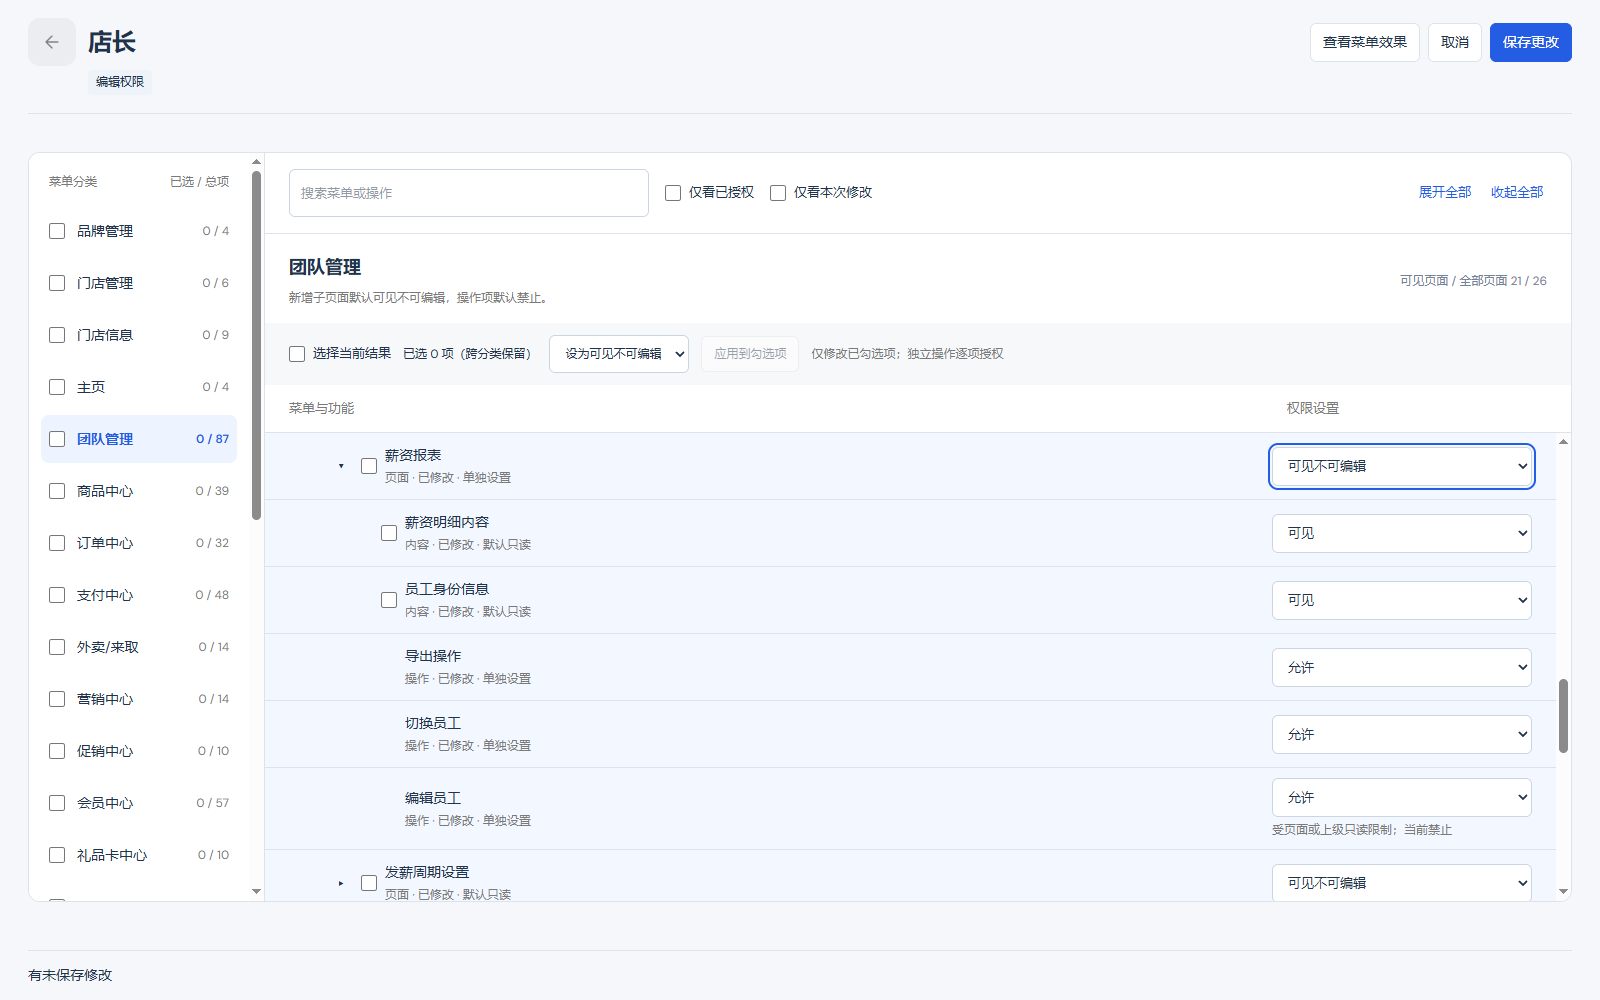 店长
编辑权限
查看菜单效果
取消
保存更改
菜单分类 已选 / 总项
品牌管理 0 / 4
门店管理 0 / 6
门店信息 0 / 9
主页 0 / 4
团队管理 0 / 87
商品中心 0 / 39
订单中心 0 / 32
支付中心 0 / 48
外卖/来取 0 / 14
营销中心 0 / 14
促销中心 0 / 10
会员中心 0 / 57
礼品卡中心 0 / 10
搜索菜单或操作
仅看已授权
仅看本次修改
展开全部
收起全部
团队管理
新增子页面默认可见不可编辑，操作项默认禁止。
可见页面 / 全部页面 21 / 26
选择当前结果
已选 0 项（跨分类保留）
设为可见不可编辑
应用到勾选项
仅修改已勾选项；独立操作逐项授权
菜单与功能
权限设置
薪资报表
页面 · 已修改 · 单独设置
可见不可编辑
薪资明细内容
内容 · 已修改 · 默认只读
可见
员工身份信息
内容 · 已修改 · 默认只读
可见
导出操作
操作 · 已修改 · 单独设置
允许
切换员工
操作 · 已修改 · 单独设置
允许
编辑员工
操作 · 已修改 · 单独设置
允许
受页面或上级只读限制；当前禁止
发薪周期设置
页面 · 已修改 · 默认只读
可见不可编辑
有未保存修改